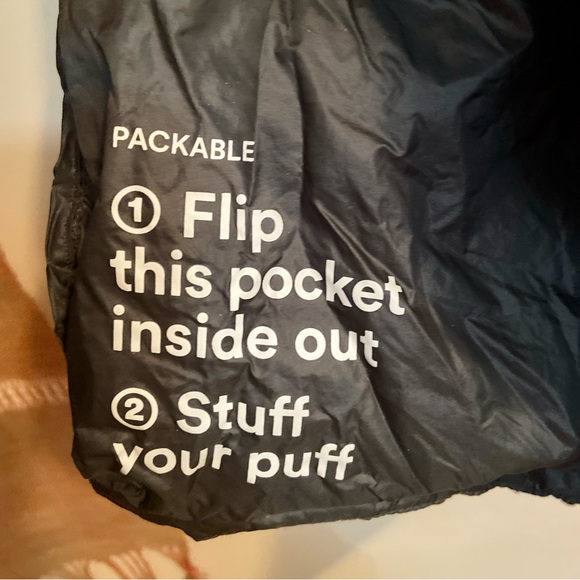 PACKABLE
① Flip
this pocket
inside out
② Stuff
your puff